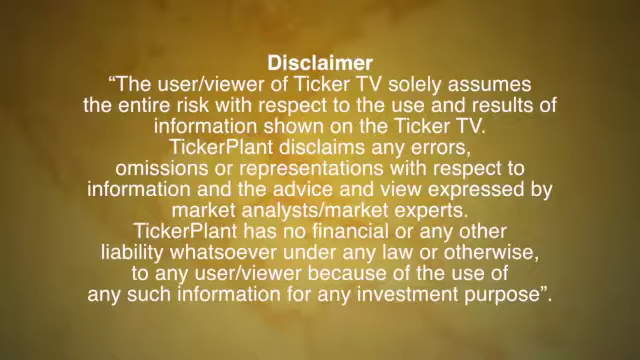 Disclaimer
“The user/viewer of Ticker TV solely assumes
the entire risk with respect to the use and results of
information shown on the Ticker TV.
TickerPlant disclaims any errors,
omissions or representations with respect to
information and the advice and view expressed by
market analysts/market experts.
TickerPlant has no financial or any other
liability whatsoever under any law or otherwise,
to any user/viewer because of the use of
any such information for any investment purpose”.